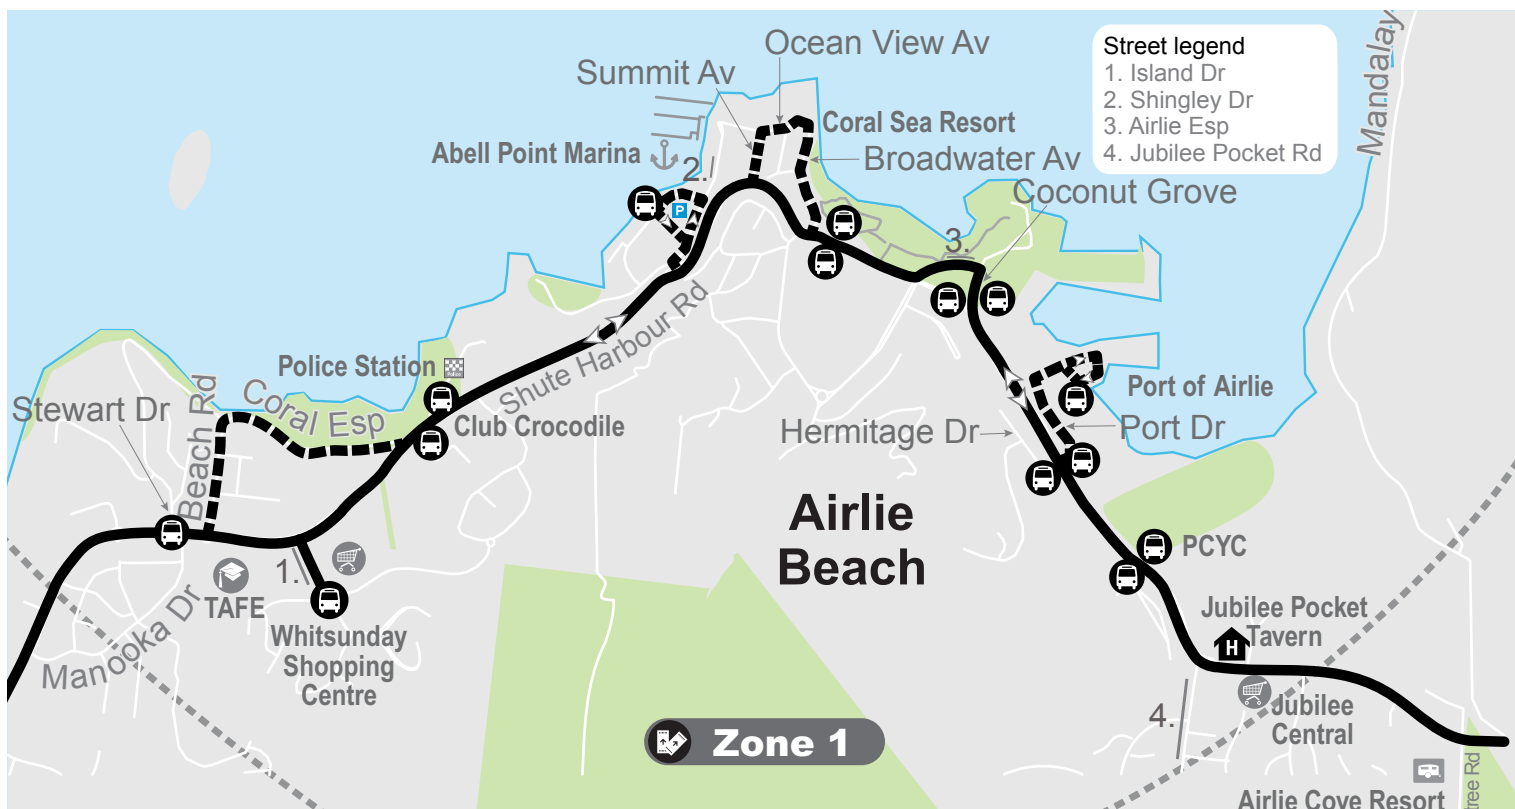 Ocean View Av
Summit Av
Street legend
1. Island Dr
2. Shingley Dr
3. Airlie Esp
4. Jubilee Pocket Rd
Mandalay
Coral Sea Resort
Abell Point Marina
2.
Broadwater Av
Coconut Grove
P
3.
Shute Harbour Rd
Police Station
Coral Esp
Beach Rd
Stewart Dr
Club Crocodile
Port of Airlie
Hermitage Dr
Port Dr
Airlie
Beach
PCYC
1.
TAFE
Manooka Dr
Whitsunday
Shopping
Centre
Jubilee Pocket
Tavern
H
4.
Jubilee
Central
Zone 1
Airlie Cove Resort
tree Rd